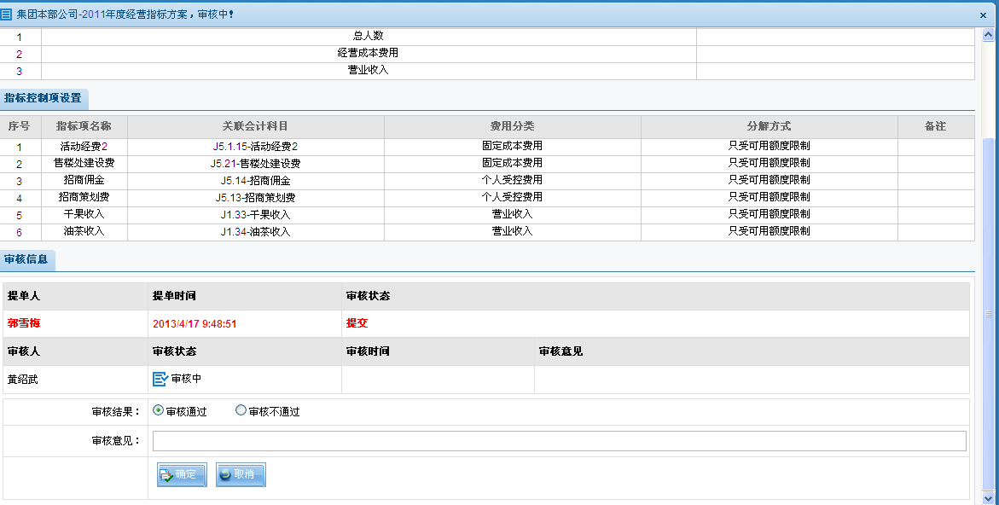 集团本部公司-2011年度经营指标方案，审核中!
1 总人数
2 经营成本费用
3 营业收入
指标控制项设置
序号 指标项名称 关联会计科目 费用分类 分解方式 备注
1 活动经费2 J5.1.15-活动经费2 固定成本费用 只受可用额度限制
2 售楼处建设费 J5.21-售楼处建设费 固定成本费用 只受可用额度限制
3 招商佣金 J5.14-招商佣金 个人受控费用 只受可用额度限制
4 招商策划费 J5.13-招商策划费 个人受控费用 只受可用额度限制
5 干果收入 J1.33-干果收入 营业收入 只受可用额度限制
6 油茶收入 J1.34-油茶收入 营业收入 只受可用额度限制
审核信息
提单人 提单时间 审核状态
郭雪梅 2013/4/17 9:48:51 提交
审核人 审核状态 审核时间 审核意见
黄绍武 审核中
审核结果： 审核通过 审核不通过
审核意见：
确定 取消